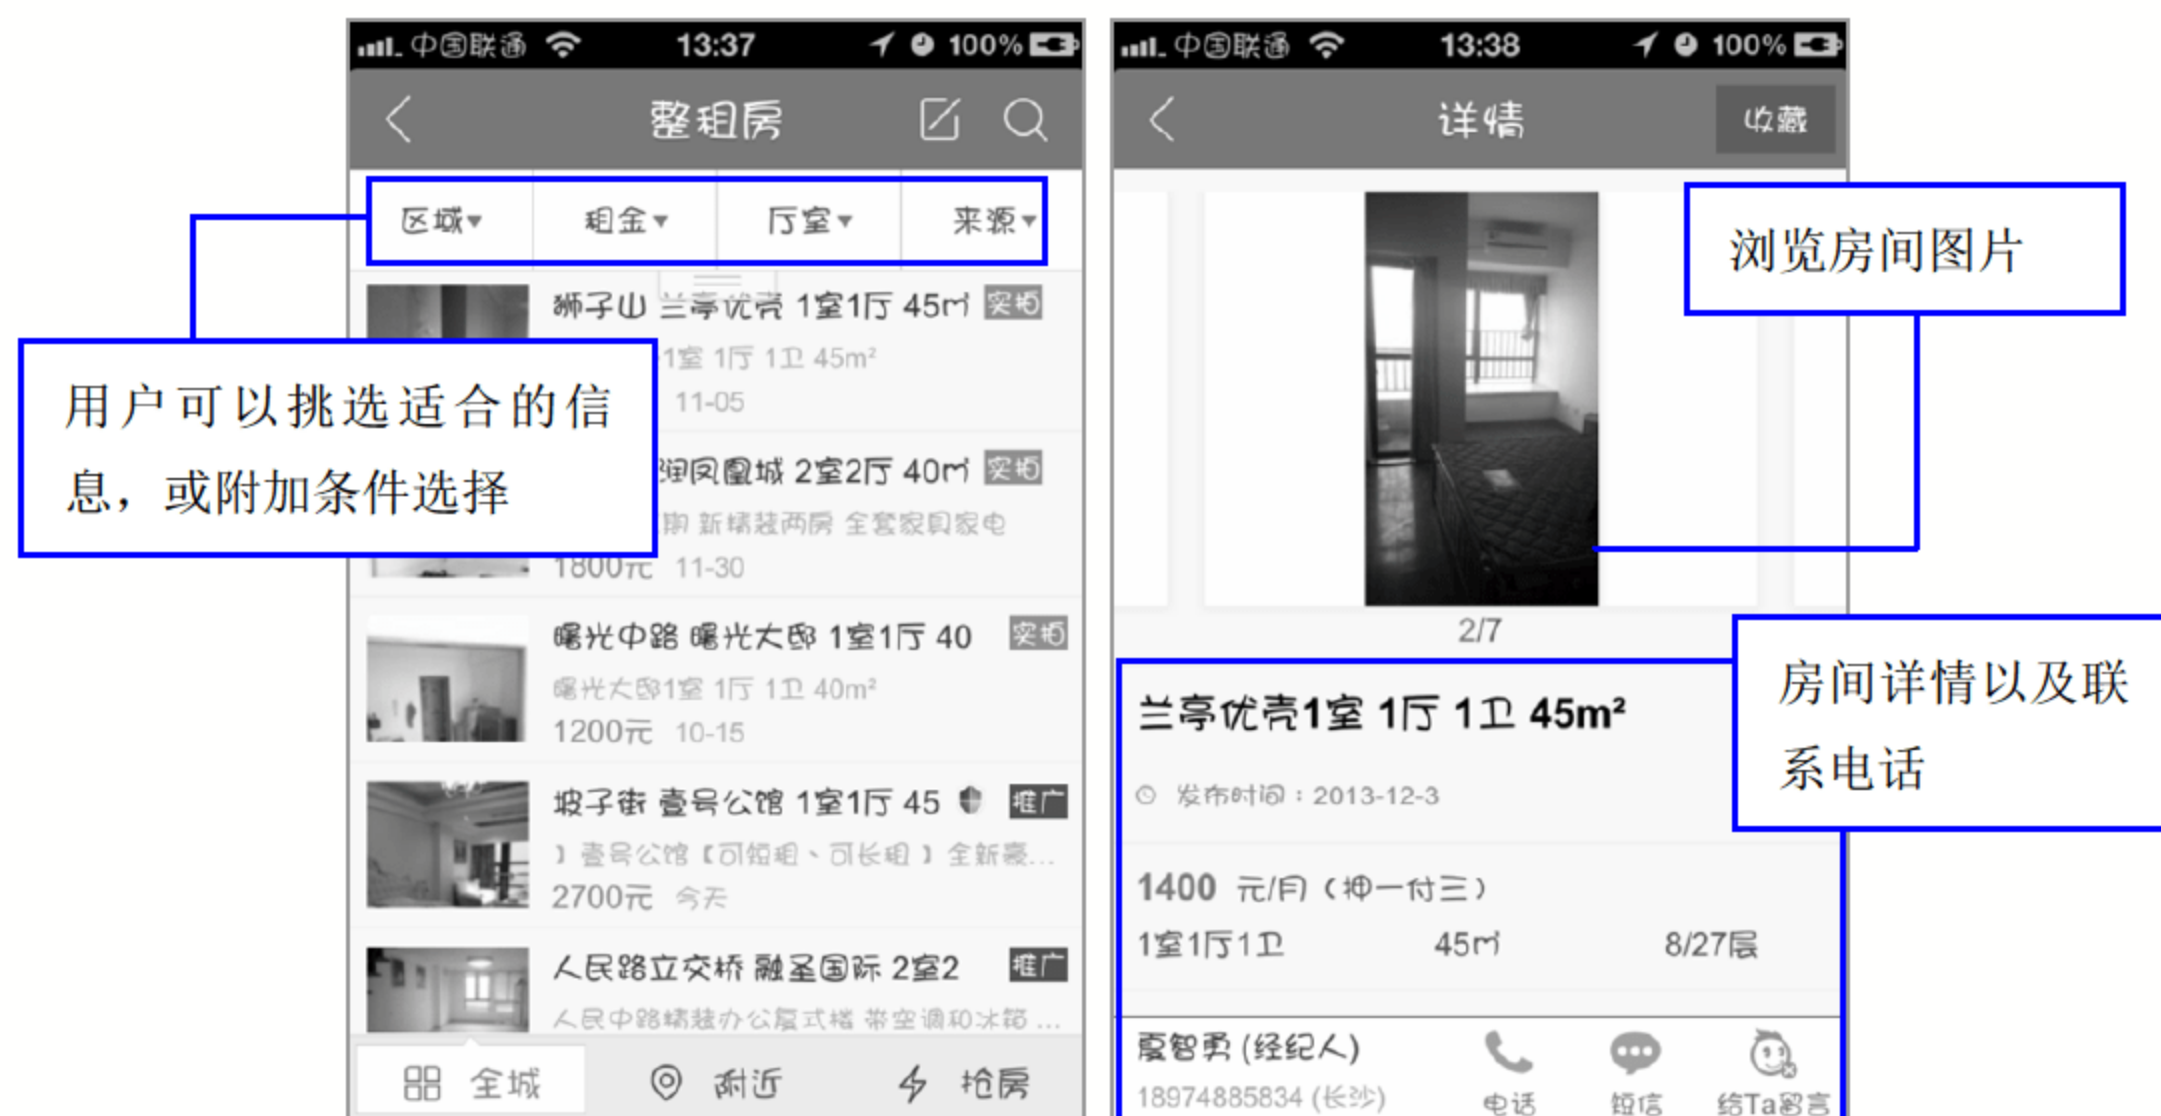 中国联通 13:37 100%
整租房
区域 租金 厅室 来源
狮子山 兰亭优壳 1室1厅 45㎡ 实拍
1室 1厅 1卫 45m²
11-05
润凤凰城 2室2厅 40㎡ 实拍
期 新精装两房 全套家具家电
1800元 11-30
曙光中路 曙光大邸 1室1厅 40 实拍
曙光大邸1室 1厅 1卫 40m²
1200元 10-15
坡子街 壹号公馆 1室1厅 45 推广
】壹号公馆【可短租、可长租】全新豪...
2700元 今天
人民路立交桥 融圣国际 2室2 推广
人民中路精装办公复式楼 带空调和冰箱 ...
全城 附近 抢房
用户可以挑选适合的信
息，或附加条件选择
中国联通 13:38 100%
详情 收藏
浏览房间图片
2/7
房间详情以及联
系电话
兰亭优壳1室 1厅 1卫 45m²
发布时间：2013-12-3
1400 元/月（押一付三）
1室1厅1卫 45㎡ 8/27层
夏智勇 (经纪人)
18974885834 (长沙)
电话 短信 给Ta留言